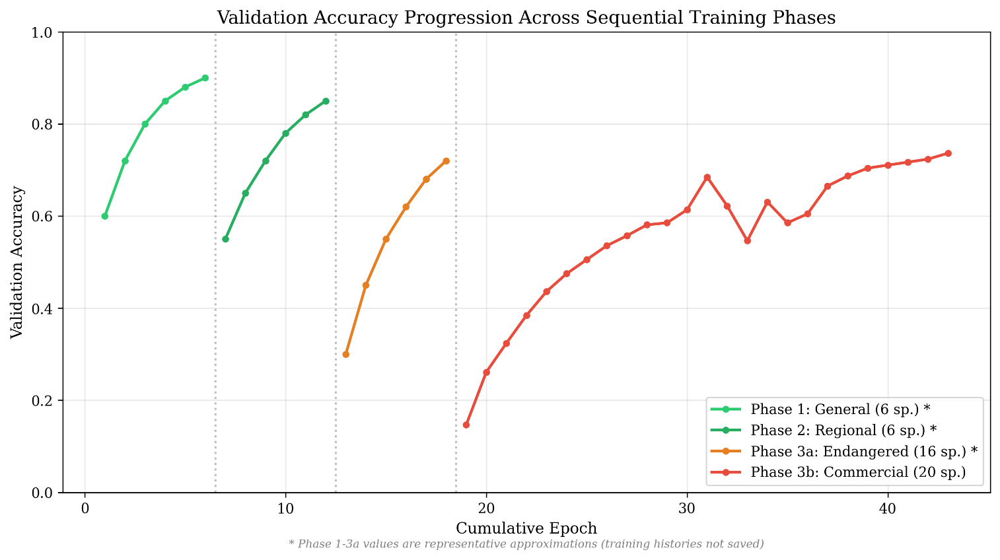 Validation Accuracy Progression Across Sequential Training Phases
1.0
0.8
0.6
0.4
0.2
0.0
Validation Accuracy
0
10
20
30
40
Cumulative Epoch
Phase 1: General (6 sp.) *
Phase 2: Regional (6 sp.) *
Phase 3a: Endangered (16 sp.) *
Phase 3b: Commercial (20 sp.)
* Phase 1-3a values are representative approximations (training histories not saved)